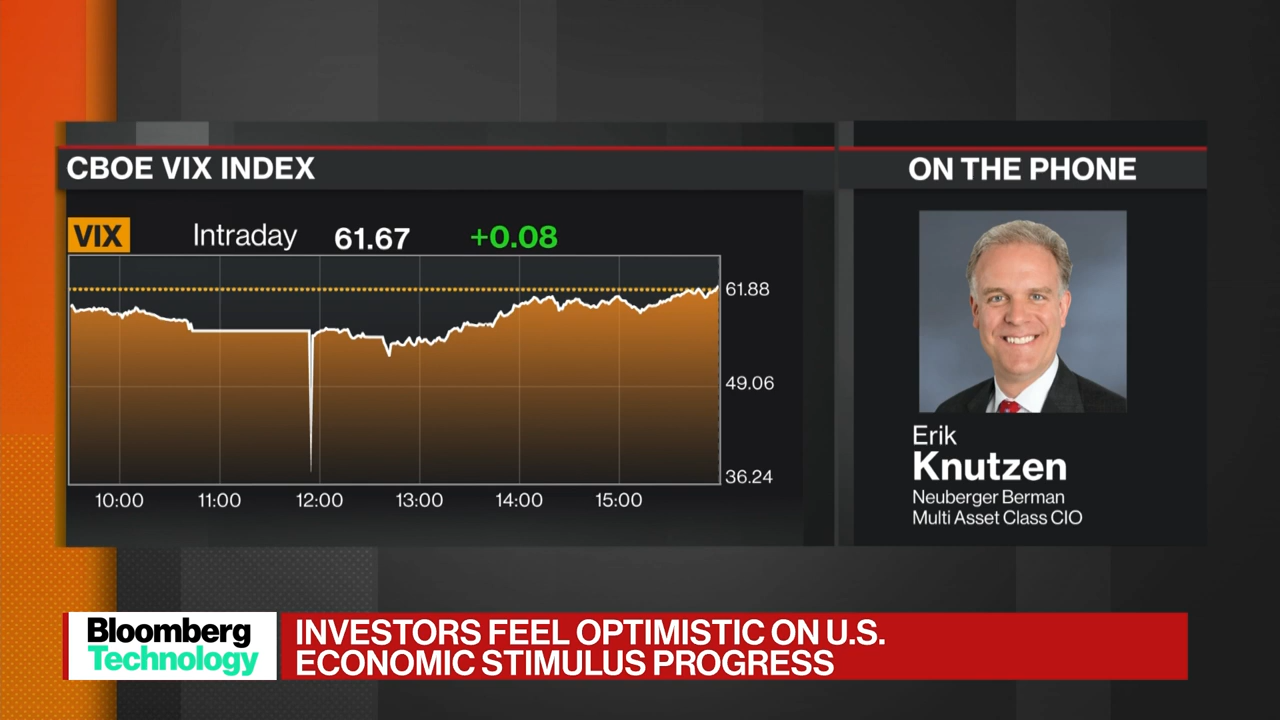 CBOE VIX INDEX
VIX Intraday 61.67 +0.08
61.88
49.06
36.24
10:00 11:00 12:00 13:00 14:00 15:00
ON THE PHONE
Erik
Knutzen
Neuberger Berman
Multi Asset Class CIO
Bloomberg
Technology
INVESTORS FEEL OPTIMISTIC ON U.S.
ECONOMIC STIMULUS PROGRESS